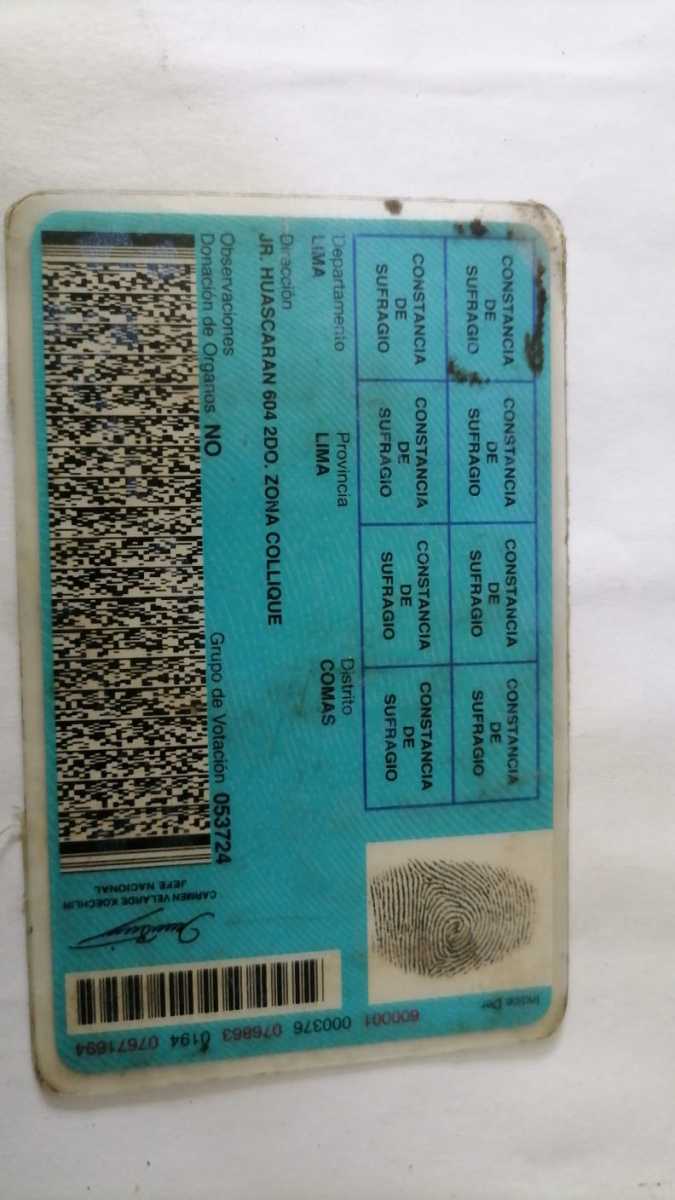 CONSTANCIA CONSTANCIA CONSTANCIA CONSTANCIA
DE DE DE DE
SUFRAGIO SUFRAGIO SUFRAGIO SUFRAGIO
CONSTANCIA CONSTANCIA CONSTANCIA CONSTANCIA
DE DE DE DE
SUFRAGIO SUFRAGIO SUFRAGIO SUFRAGIO
Indice Der
Departamento Provincia Distrito
LIMA LIMA COMAS
Dirección
JR. HUASCARAN 604 2DO. ZONA COLLIQUE
Observaciones
Donación de Organos NO Grupo de Votación 053724
CARMEN VELARDE KOECHLIN
JEFE NACIONAL
600001 000376 076863 0194 07671694